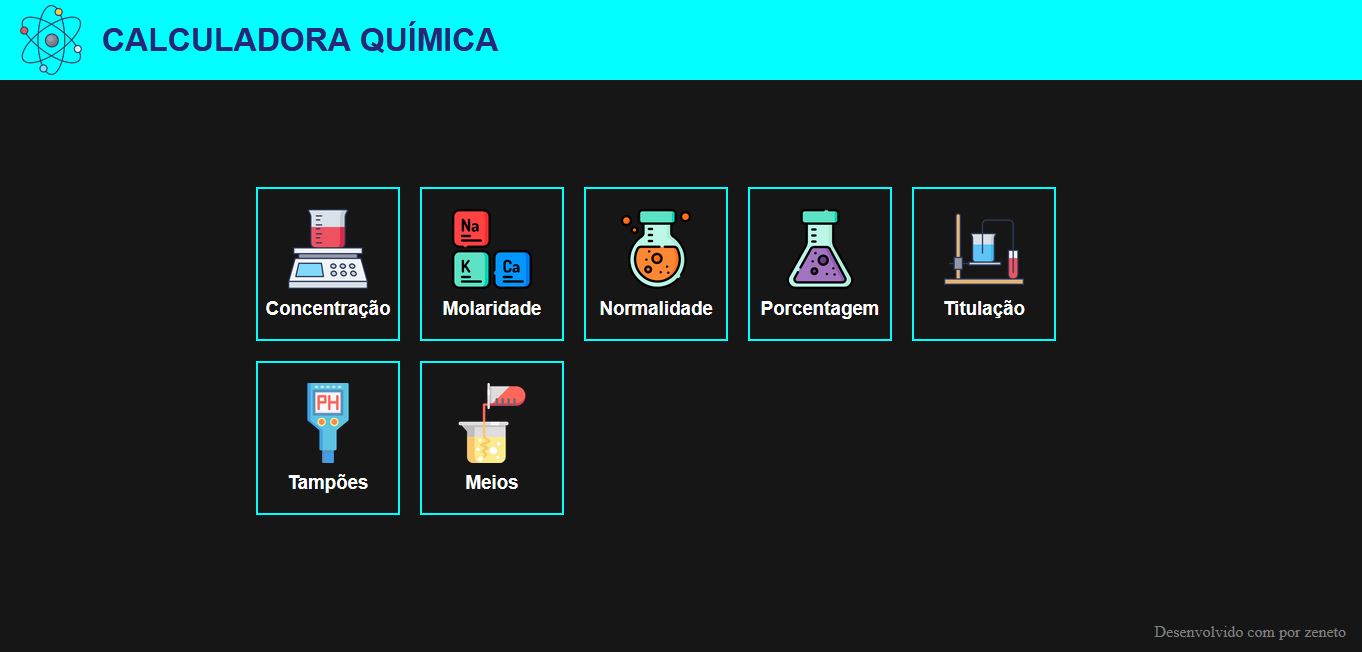 CALCULADORA QUÍMICA
Na
K Ca
Concentração Molaridade Normalidade Porcentagem Titulação
PH
Tampões Meios
Desenvolvido com por zeneto